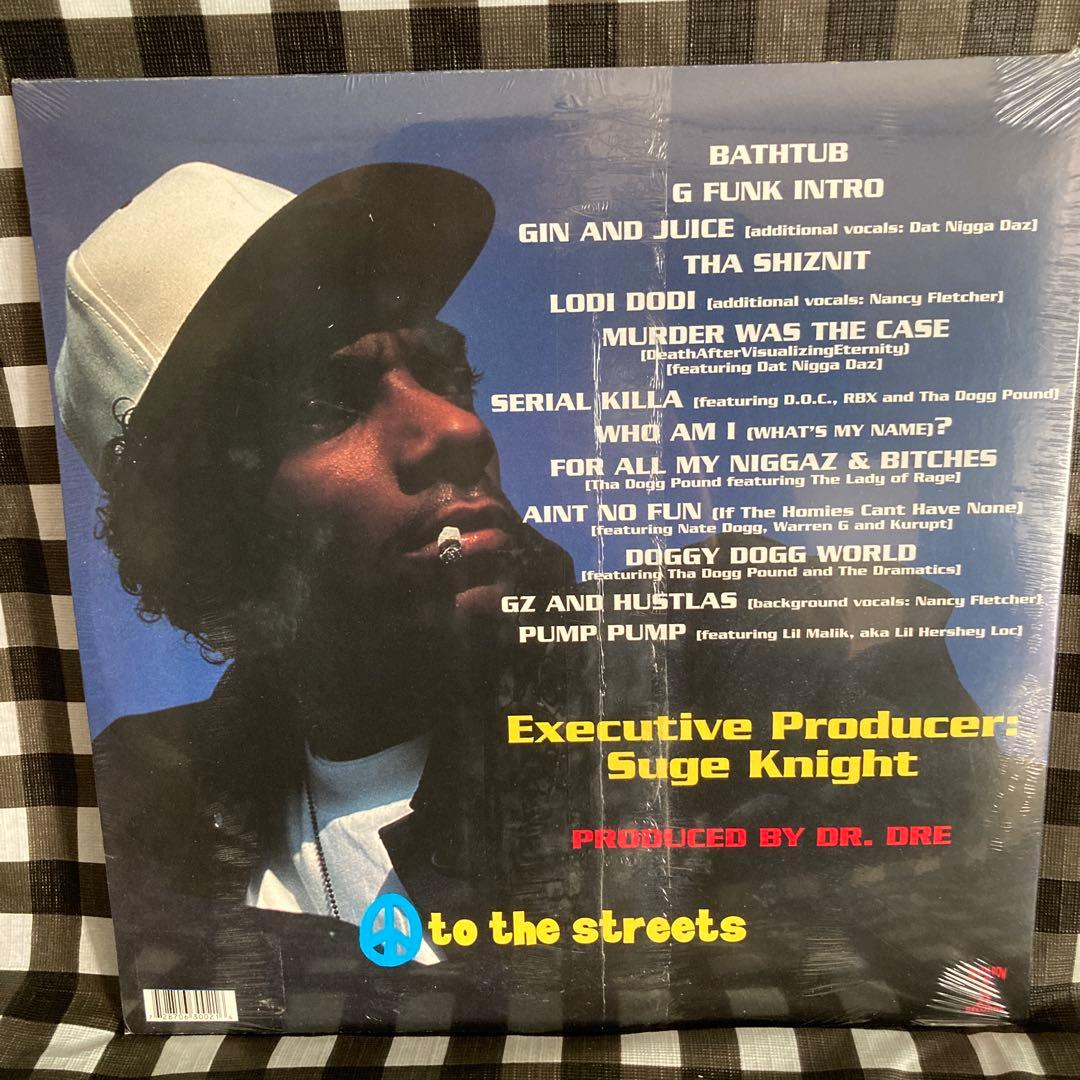 BATHTUB
G FUNK INTRO
GIN AND JUICE [additional vocals: Dat Nigga Daz]
THA SHIZNIT
LODI DODI [additional vocals: Nancy Fletcher]
MURDER WAS THE CASE
[DeathAfterVisualizingEternity)
[featuring Dat Nigga Daz]
SERIAL KILLA [featuring D.O.C., RBX and Tha Dogg Pound]
WHO AM I (WHAT'S MY NAME)?
FOR ALL MY NIGGAZ & BITCHES
[Tha Dogg Pound featuring The Lady of Rage]
AINT NO FUN (If The Homies Cant Have None)
[featuring Nate Dogg, Warren G and Kurupt]
DOGGY DOGG WORLD
[featuring Tha Dogg Pound and The Dramatics]
GZ AND HUSTLAS [background vocals: Nancy Fletcher]
PUMP PUMP [featuring Lil Malik, aka Lil Hershey Loc]
Executive Producer:
Suge Knight
PRODUCED BY DR. DRE
to the streets
7 28706 30021 4